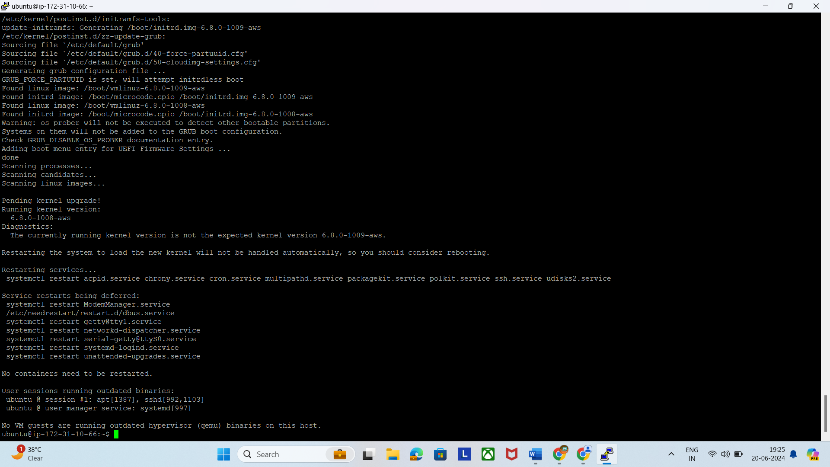 ubuntu@ip-172-31-10-66: ~
/etc/kernel/postinst.d/initramfs-tools:
update-initramfs: Generating /boot/initrd.img-6.8.0-1009-aws
/etc/kernel/postinst.d/zz-update-grub:
Sourcing file `/etc/default/grub'
Sourcing file `/etc/default/grub.d/40-force-partuuid.cfg'
Sourcing file `/etc/default/grub.d/50-cloudimg-settings.cfg'
Generating grub configuration file ...
GRUB_FORCE_PARTUUID is set, will attempt initrdless boot
Found linux image: /boot/vmlinuz-6.8.0-1009-aws
Found initrd image: /boot/microcode.cpio /boot/initrd.img-6.8.0-1009-aws
Found linux image: /boot/vmlinuz-6.8.0-1008-aws
Found initrd image: /boot/microcode.cpio /boot/initrd.img-6.8.0-1008-aws
Warning: os-prober will not be executed to detect other bootable partitions.
Systems on them will not be added to the GRUB boot configuration.
Check GRUB_DISABLE_OS_PROBER documentation entry.
Adding boot menu entry for UEFI Firmware Settings ...
done
Scanning processes...
Scanning candidates...
Scanning linux images...
Pending kernel upgrade!
Running kernel version:
6.8.0-1008-aws
Diagnostics:
The currently running kernel version is not the expected kernel version 6.8.0-1009-aws.
Restarting the system to load the new kernel will not be handled automatically, so you should consider rebooting.
Restarting services...
systemctl restart acpid.service chrony.service cron.service multipathd.service packagekit.service polkit.service ssh.service udisks2.service
Service restarts being deferred:
systemctl restart ModemManager.service
/etc/needrestart/restart.d/dbus.service
systemctl restart getty@tty1.service
systemctl restart networkd-dispatcher.service
systemctl restart serial-getty@ttyS0.service
systemctl restart systemd-logind.service
systemctl restart unattended-upgrades.service
No containers need to be restarted.
User sessions running outdated binaries:
ubuntu @ session #1: apt[1387], sshd[992,1103]
ubuntu @ user manager service: systemd[997]
No VM guests are running outdated hypervisor (qemu) binaries on this host.
ubuntu@ip-172-31-10-66:~$
1
38°C
Clear
Search
L
W
ENG
IN
19:25
20-06-2024